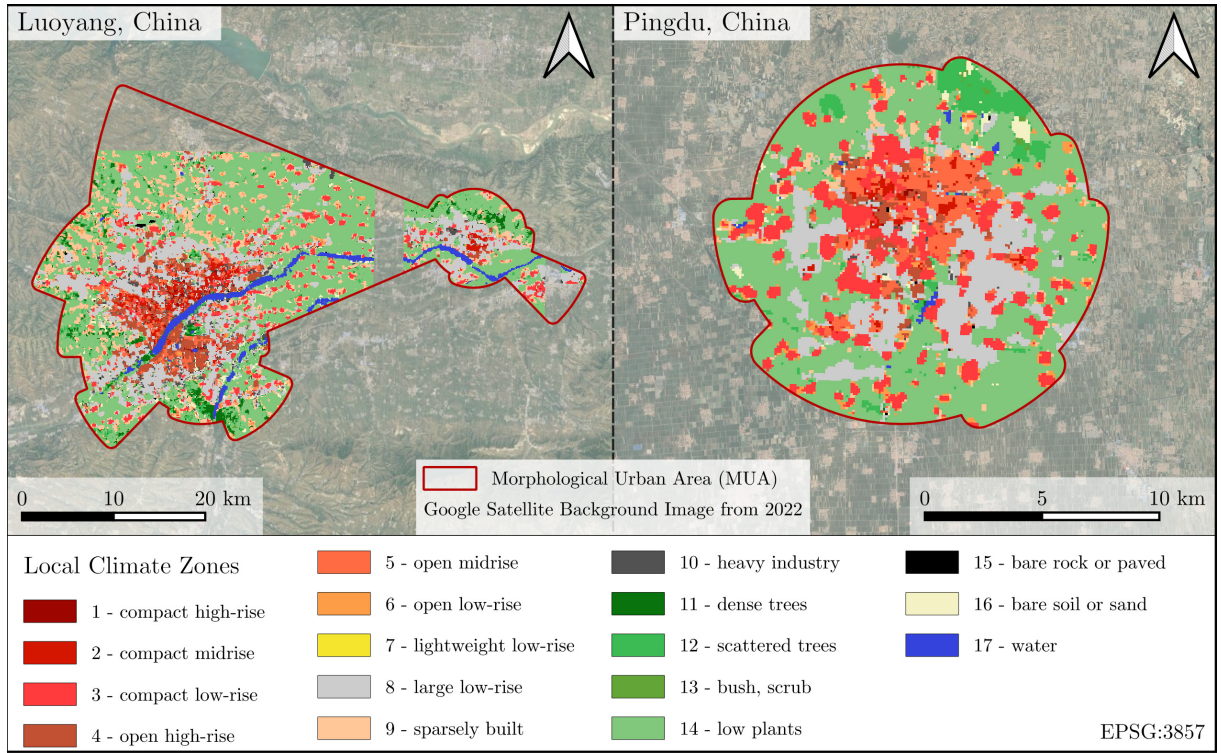 Luoyang, China
Pingdu, China
Morphological Urban Area (MUA)
Google Satellite Background Image from 2022
0 10 20 km
0 5 10 km
Local Climate Zones
1 - compact high-rise
2 - compact midrise
3 - compact low-rise
4 - open high-rise
5 - open midrise
6 - open low-rise
7 - lightweight low-rise
8 - large low-rise
9 - sparsely built
10 - heavy industry
11 - dense trees
12 - scattered trees
13 - bush, scrub
14 - low plants
15 - bare rock or paved
16 - bare soil or sand
17 - water
EPSG:3857